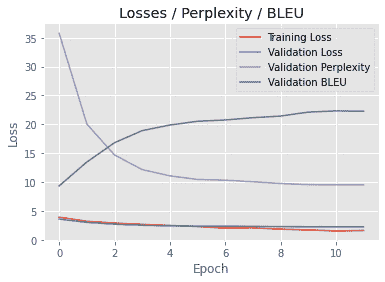 Losses / Perplexity / BLEU
Training Loss
Validation Loss
Validation Perplexity
Validation BLEU
35
30
25
20
15
10
5
0
Loss
0 2 4 6 8 10
Epoch